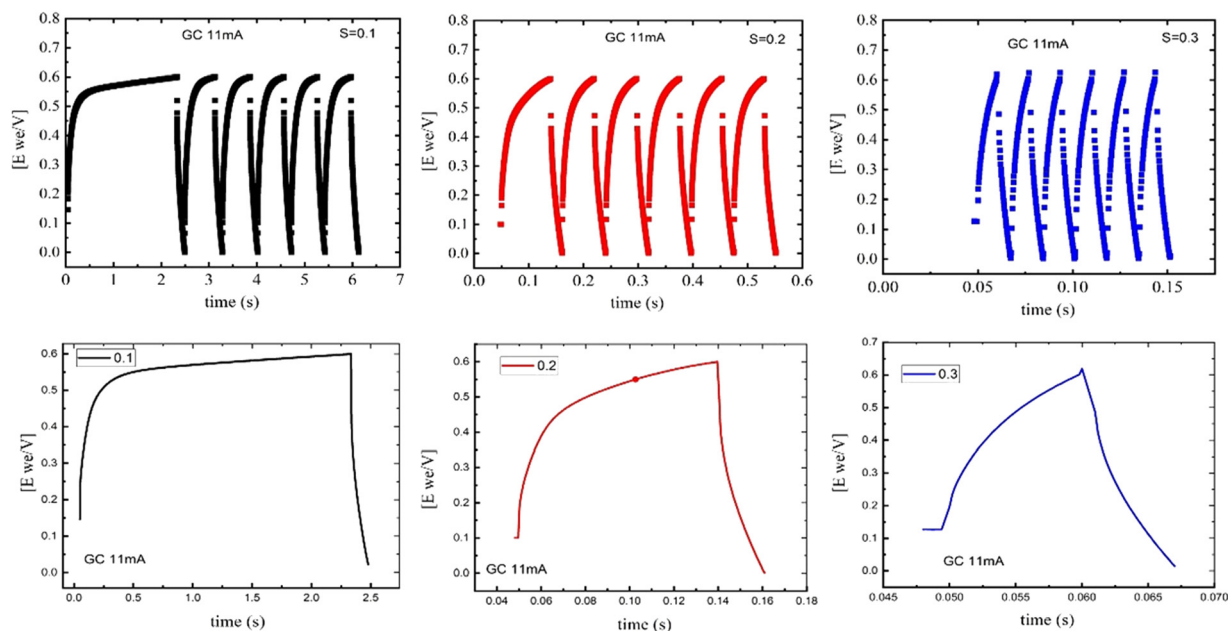 GC 11mA
S=0.1
0.8
0.7
0.6
0.5
0.4
0.3
0.2
0.1
0.0
[E we/V]
0 1 2 3 4 5 6 7
time (s)
GC 11mA
S=0.2
0.8
0.7
0.6
0.5
0.4
0.3
0.2
0.1
0.0
[E we/V]
0.0 0.1 0.2 0.3 0.4 0.5 0.6
time (s)
GC 11mA
S=0.3
0.8
0.7
0.6
0.5
0.4
0.3
0.2
0.1
0.0
[E we/V]
0.00 0.05 0.10 0.15
time (s)
0.1
0.6
0.5
0.4
0.3
0.2
0.1
0.0
[E we/V]
GC 11mA
0.0 0.5 1.0 1.5 2.0 2.5
time (s)
0.2
0.6
0.5
0.4
0.3
0.2
0.1
0.0
[E we/V]
GC 11mA
0.04 0.06 0.08 0.10 0.12 0.14 0.16 0.18
time (s)
0.3
0.7
0.6
0.5
0.4
0.3
0.2
0.1
0.0
[E we/V]
GC 11mA
0.045 0.050 0.055 0.060 0.065 0.070
time (s)